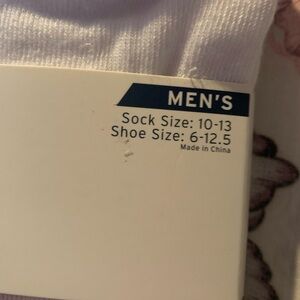 MEN'S
Sock Size: 10-13
Shoe Size: 6-12.5
Made in China